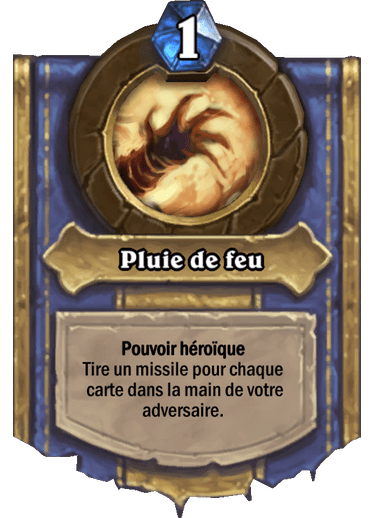 1
Pluie de feu
Pouvoir héroïque
Tire un missile pour chaque
carte dans la main de votre
adversaire.